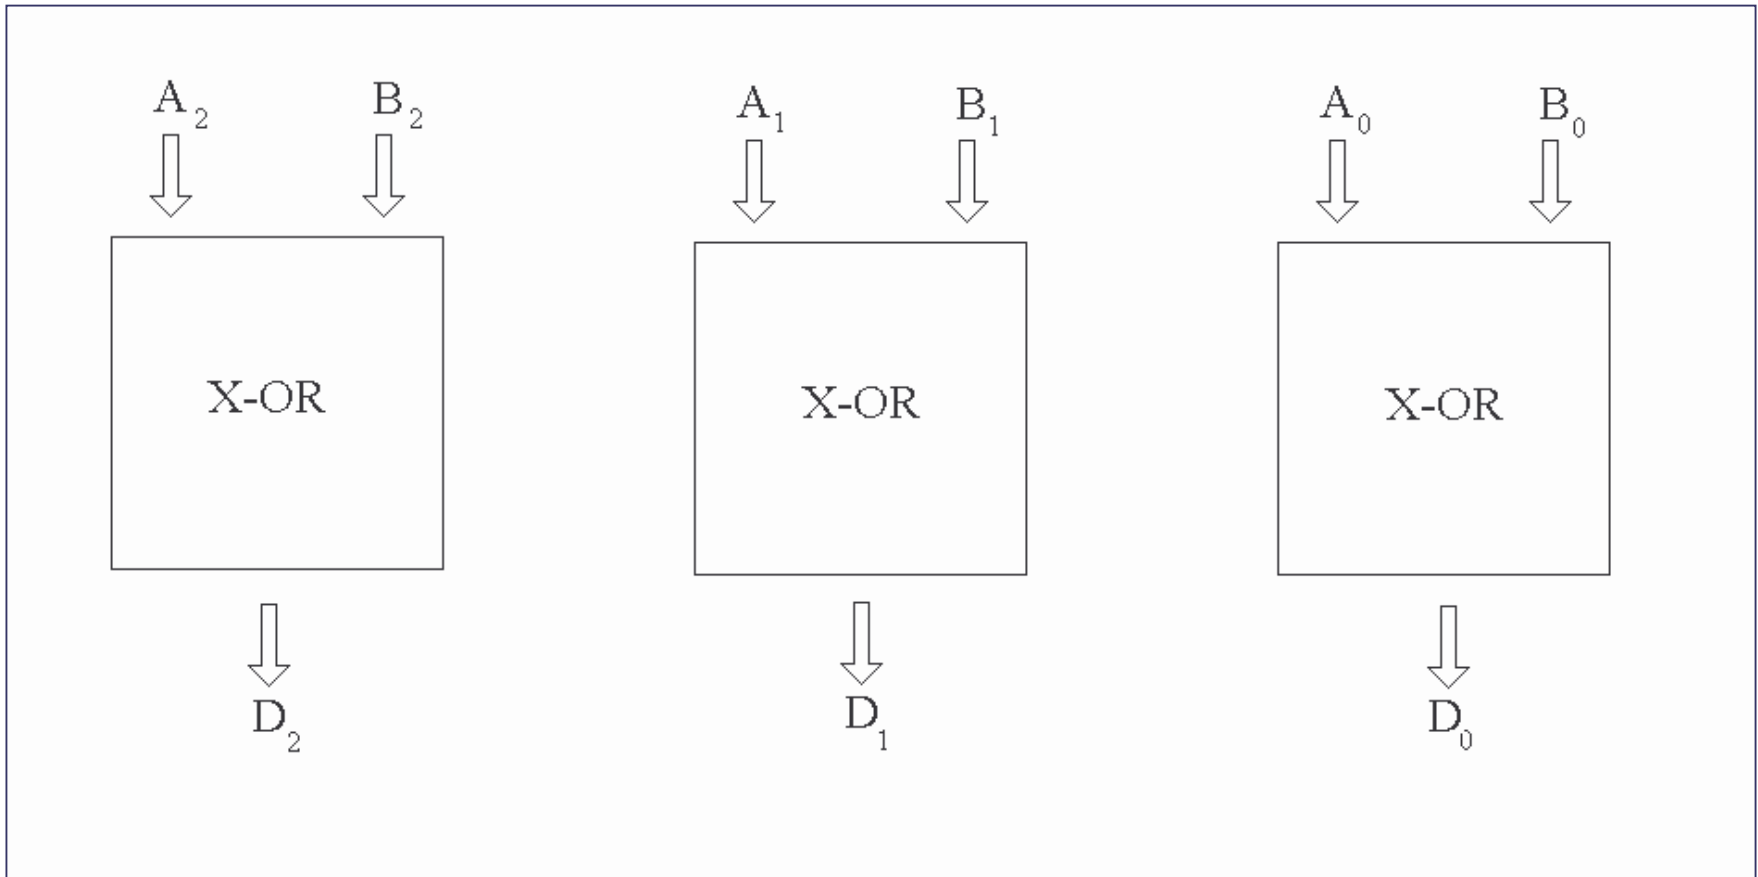 A₂ B₂ A₁ B₁ A₀ B₀
X-OR X-OR X-OR
D₂ D₁ D₀